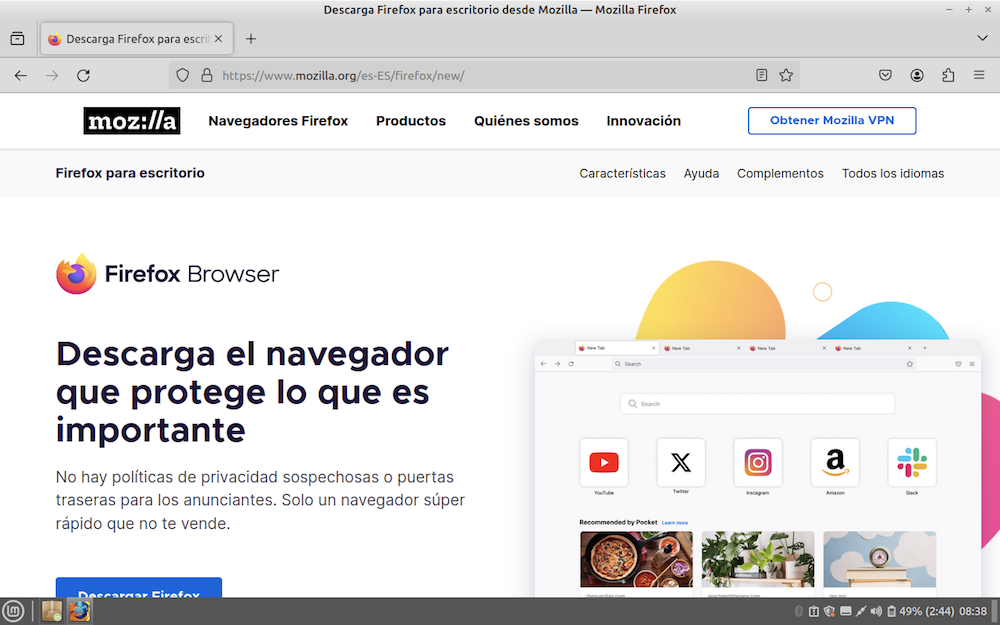 Descarga Firefox para escritorio desde Mozilla — Mozilla Firefox
Descarga Firefox para escrit
https://www.mozilla.org/es-ES/firefox/new/
moz://a
Navegadores Firefox
Productos
Quiénes somos
Innovación
Obtener Mozilla VPN
Firefox para escritorio
Características
Ayuda
Complementos
Todos los idiomas
Firefox Browser
Descarga el navegador
que protege lo que es
importante
No hay políticas de privacidad sospechosas o puertas
traseras para los anunciantes. Solo un navegador súper
rápido que no te vende.
Descargar Firefox
New Tab
New Tab
New Tab
New Tab
Search
Search
YouTube
Twitter
Instagram
Amazon
Slack
Recommended by Pocket Learn more
49% (2:44) 08:38